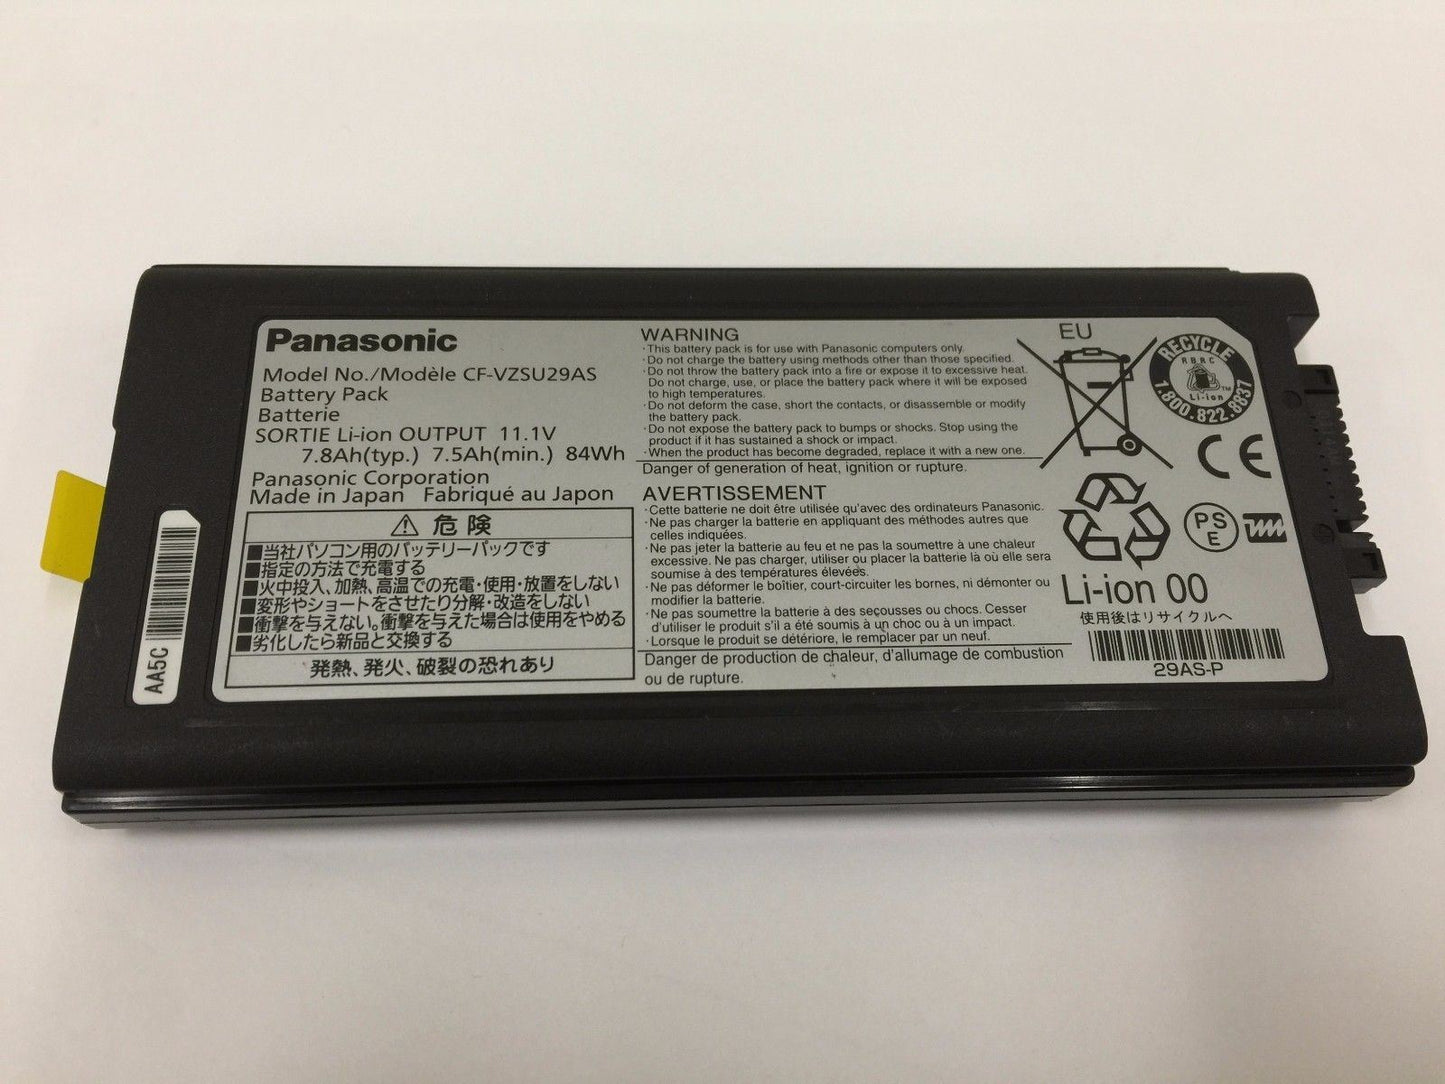 Panasonic
Model No./Modèle CF-VZSU29AS
Battery Pack
Batterie
SORTIE Li-ion OUTPUT 11.1V
7.8Ah(typ.) 7.5Ah(min.) 84Wh
Panasonic Corporation
Made in Japan Fabriqué au Japon
⚠ 危険
■当社パソコン用のバッテリーパックです
■指定の方法で充電する
■火中投入、加熱、高温での充電・使用・放置をしない
■変形やショートをさせたり分解・改造をしない
■衝撃を与えない。衝撃を与えた場合は使用をやめる
■劣化したら新品と交換する
発熱、発火、破裂の恐れあり
WARNING
·This battery pack is for use with Panasonic computers only.
·Do not charge the battery using methods other than those specified.
·Do not throw the battery pack into a fire or expose it to excessive heat.
Do not charge, use, or place the battery pack where it will be exposed
to high temperatures.
·Do not deform the case, short the contacts, or disassemble or modify
the battery pack.
·Do not expose the battery pack to bumps or shocks. Stop using the
product if it has sustained a shock or impact.
·When the product has become degraded, replace it with a new one.
Danger of generation of heat, ignition or rupture.
AVERTISSEMENT
·Cette batterie ne doit être utilisée qu'avec des ordinateurs Panasonic.
·Ne pas charger la batterie en appliquant des méthodes autres que
celles indiquées.
·Ne pas jeter la batterie au feu et ne pas la soumettre à une chaleur
excessive. Ne pas charger, utiliser ou placer la batterie là où elle sera
soumise à des températures élevées.
·Ne pas déformer le boîtier, court-circuiter les bornes, ni démonter ou
modifier la batterie.
·Ne pas soumettre la batterie à des secousses ou chocs. Cesser
d'utiliser le produit s'il a été soumis à un choc ou à un impact.
·Lorsque le produit se détériore, le remplacer par un neuf.
Danger de production de chaleur, d'allumage de combustion
ou de rupture.
EU
RECYCLE
RBRC
Li-ion
TM
1.800.822.8837
CE
PS
E
Li-ion 00
使用後はリサイクルへ
29AS-P
AA5C